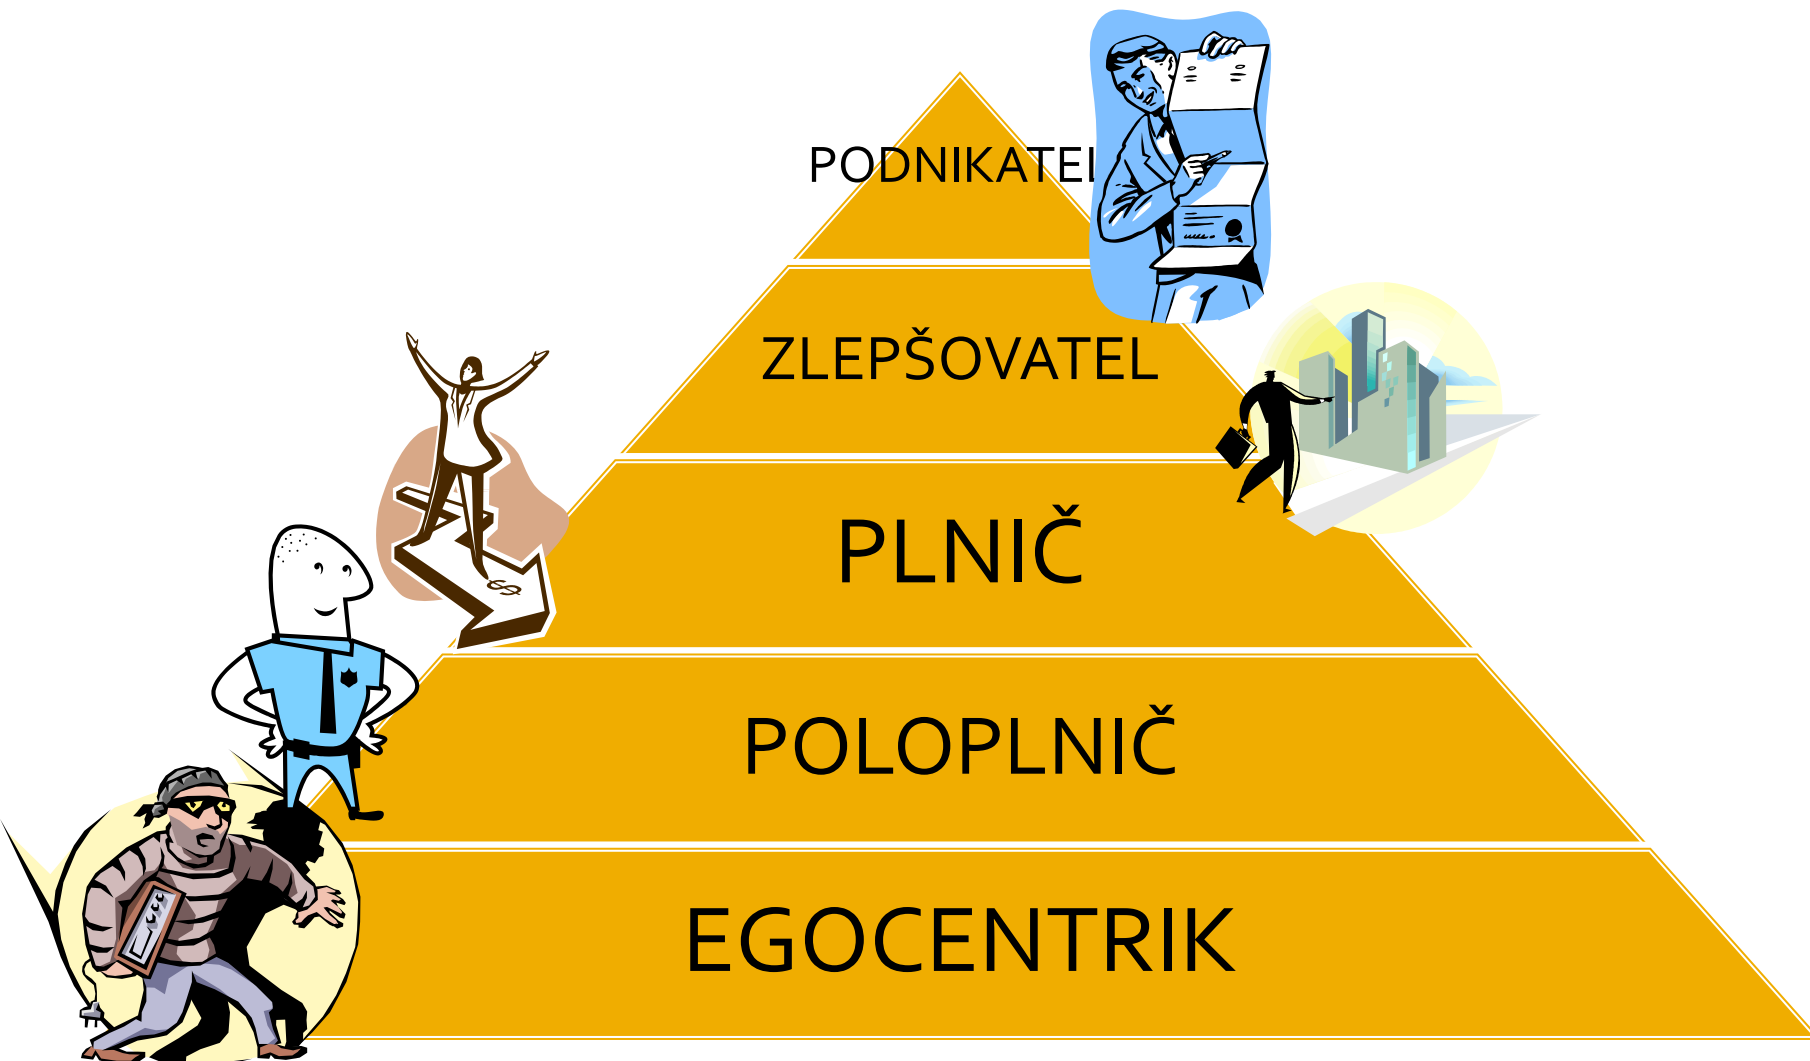 PODNIKATEL
ZLEPŠOVATEL
PLNIČ
POLOPLNIČ
EGOCENTRIK
$